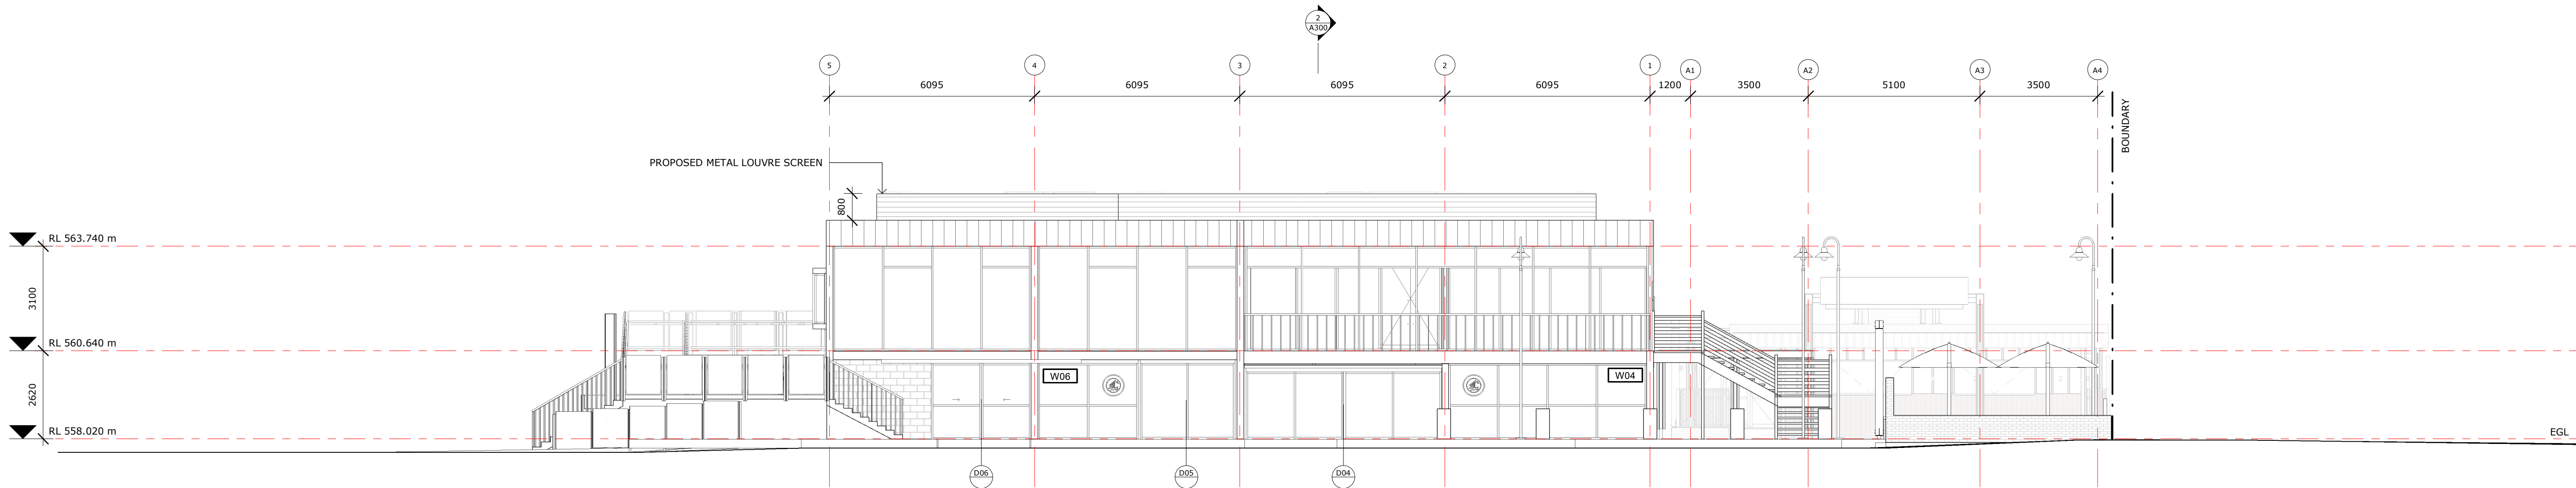 2
A300
5
4
3
2
1
A1
A2
A3
A4
6095
6095
6095
6095
1200
3500
5100
3500
BOUNDARY
PROPOSED METAL LOUVRE SCREEN
800
RL 563.740 m
3100
RL 560.640 m
2620
RL 558.020 m
W06
W04
EGL
D06
D05
D04